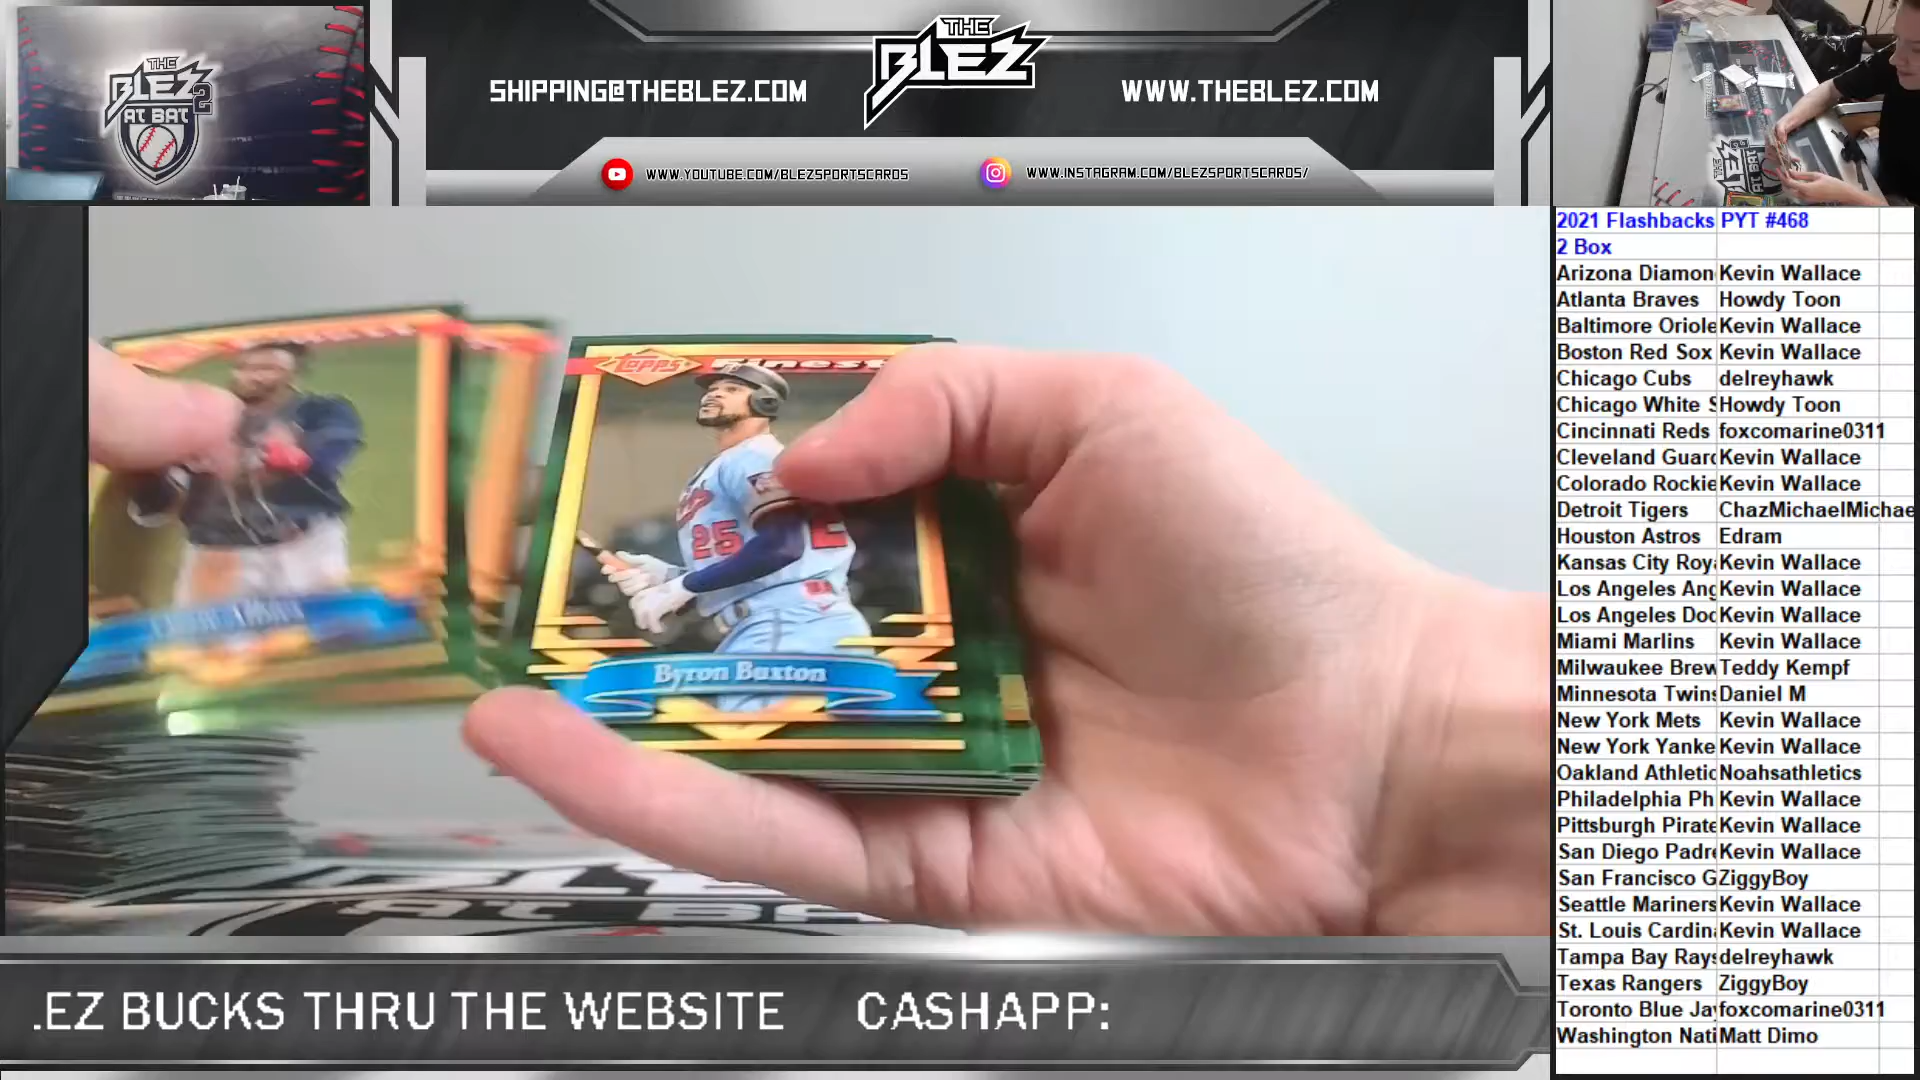 THE
BLEZ 2
AT BAT
SHIPPING@THEBLEZ.COM
THE
BLEZ
WWW.THEBLEZ.COM
WWW.YOUTUBE.COM/BLEZSPORTSCARDS
WWW.INSTAGRAM.COM/BLEZSPORTSCARDS/
2021 Flashbacks PYT #468
2 Box
Arizona Diamon Kevin Wallace
Atlanta Braves Howdy Toon
Baltimore Oriole Kevin Wallace
Boston Red Sox Kevin Wallace
Chicago Cubs delreyhawk
Chicago White S Howdy Toon
Cincinnati Reds foxcomarine0311
Cleveland Guard Kevin Wallace
Colorado Rockie Kevin Wallace
Detroit Tigers ChazMichaelMichae
Houston Astros Edram
Kansas City Roya Kevin Wallace
Los Angeles Ang Kevin Wallace
Los Angeles Dod Kevin Wallace
Miami Marlins Kevin Wallace
Milwaukee Brew Teddy Kempf
Minnesota Twins Daniel M
New York Mets Kevin Wallace
New York Yanke Kevin Wallace
Oakland Athletic Noahsathletics
Philadelphia Ph Kevin Wallace
Pittsburgh Pirate Kevin Wallace
San Diego Padre Kevin Wallace
San Francisco G ZiggyBoy
Seattle Mariners Kevin Wallace
St. Louis Cardina Kevin Wallace
Tampa Bay Rays delreyhawk
Texas Rangers ZiggyBoy
Toronto Blue Jay foxcomarine0311
Washington Nati Matt Dimo
Topps Finest
25
Byron Buxton
AT BA
.EZ BUCKS THRU THE WEBSITE CASHAPP: